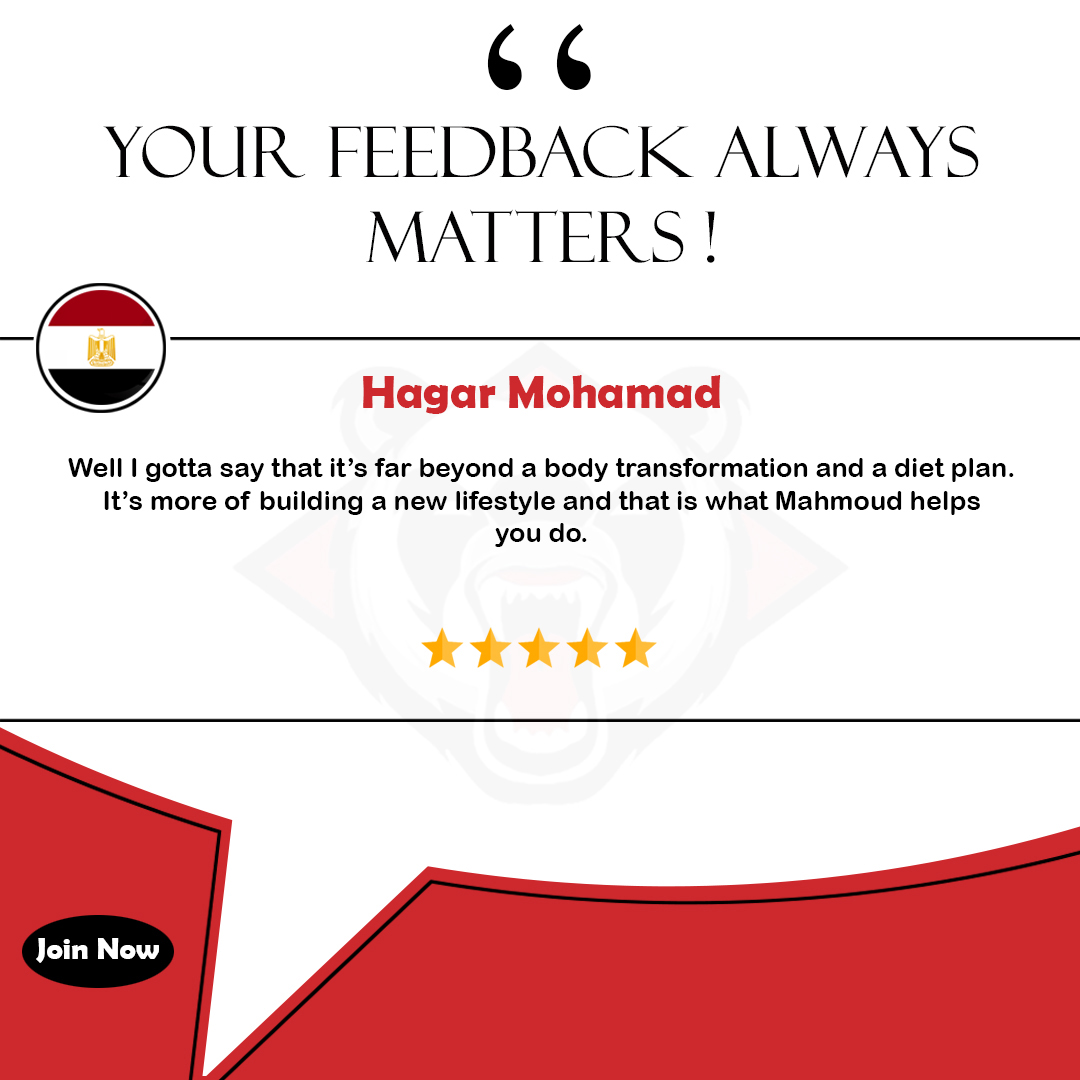 “
YOUR FEEDBACK ALWAYS
MATTERS !
Hagar Mohamad
Well I gotta say that it’s far beyond a body transformation and a diet plan.
It’s more of building a new lifestyle and that is what Mahmoud helps
you do.
Join Now